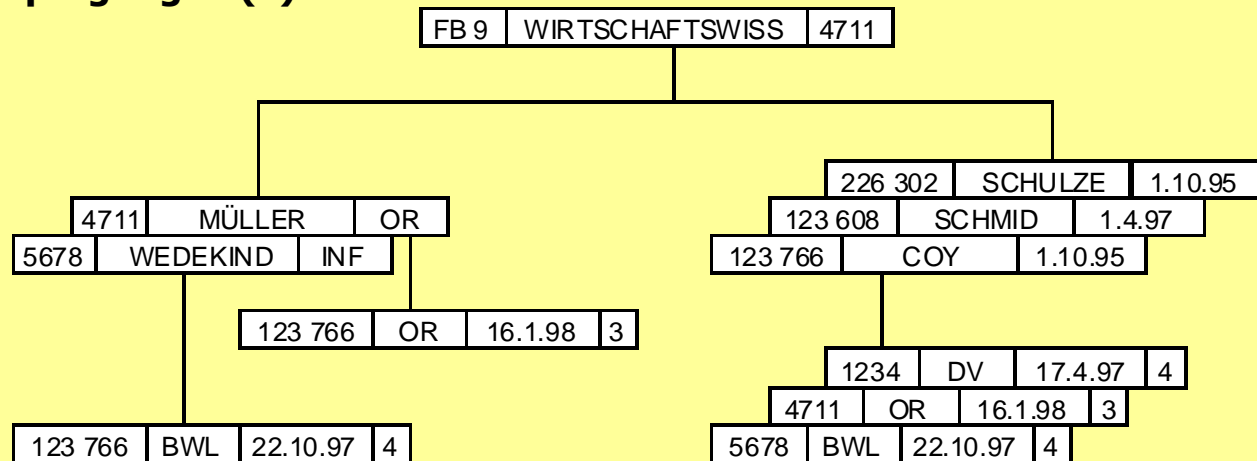 FB 9 WIRTSCHAFTSWISS 4711
226 302 SCHULZE 1.10.95
4711 MÜLLER OR
123 608 SCHMID 1.4.97
5678 WEDEKIND INF
123 766 COY 1.10.95
123 766 OR 16.1.98 3
1234 DV 17.4.97 4
4711 OR 16.1.98 3
123 766 BWL 22.10.97 4
5678 BWL 22.10.97 4